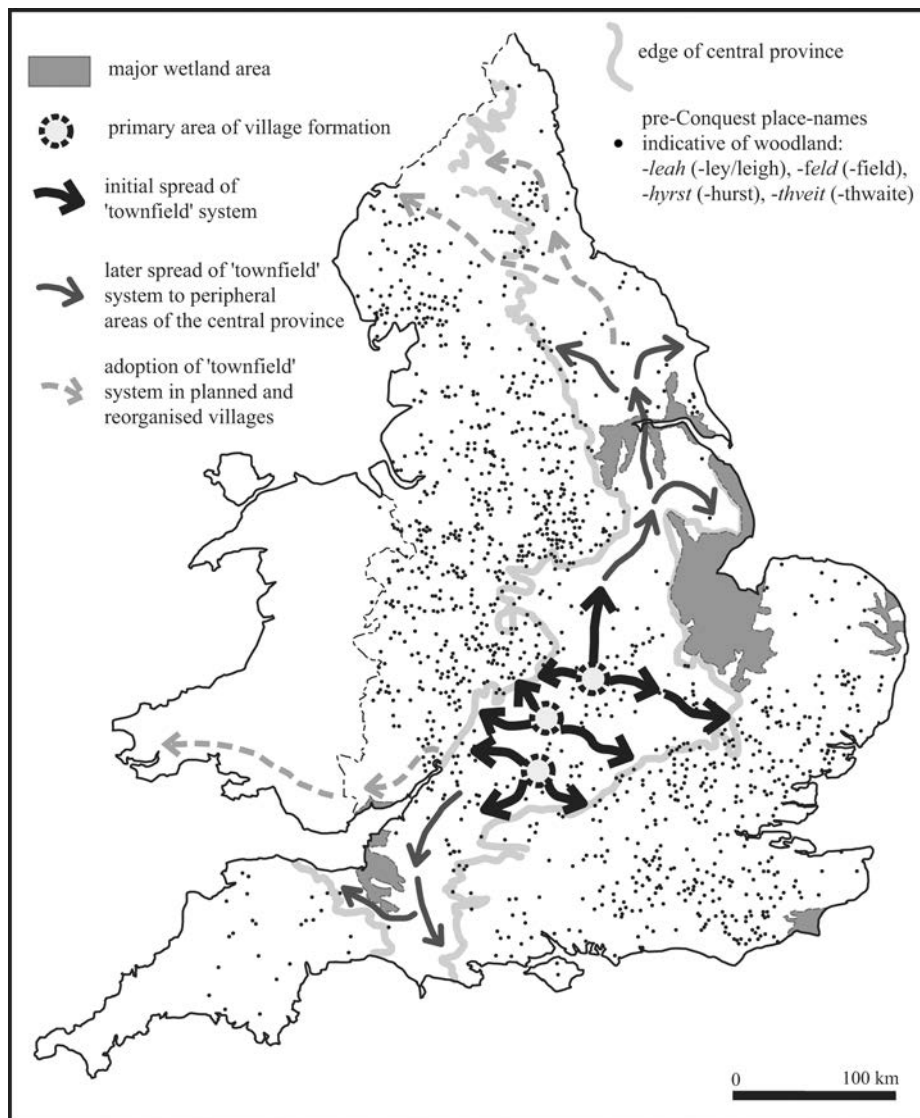 major wetland area
primary area of village formation
initial spread of
'townfield' system
later spread of 'townfield'
system to peripheral
areas of the central province
adoption of 'townfield'
system in planned and
reorganised villages
edge of central province
pre-Conquest place-names
indicative of woodland:
-leah (-ley/leigh), -feld (-field),
-hyrst (-hurst), -thveit (-thwaite)
0 100 km